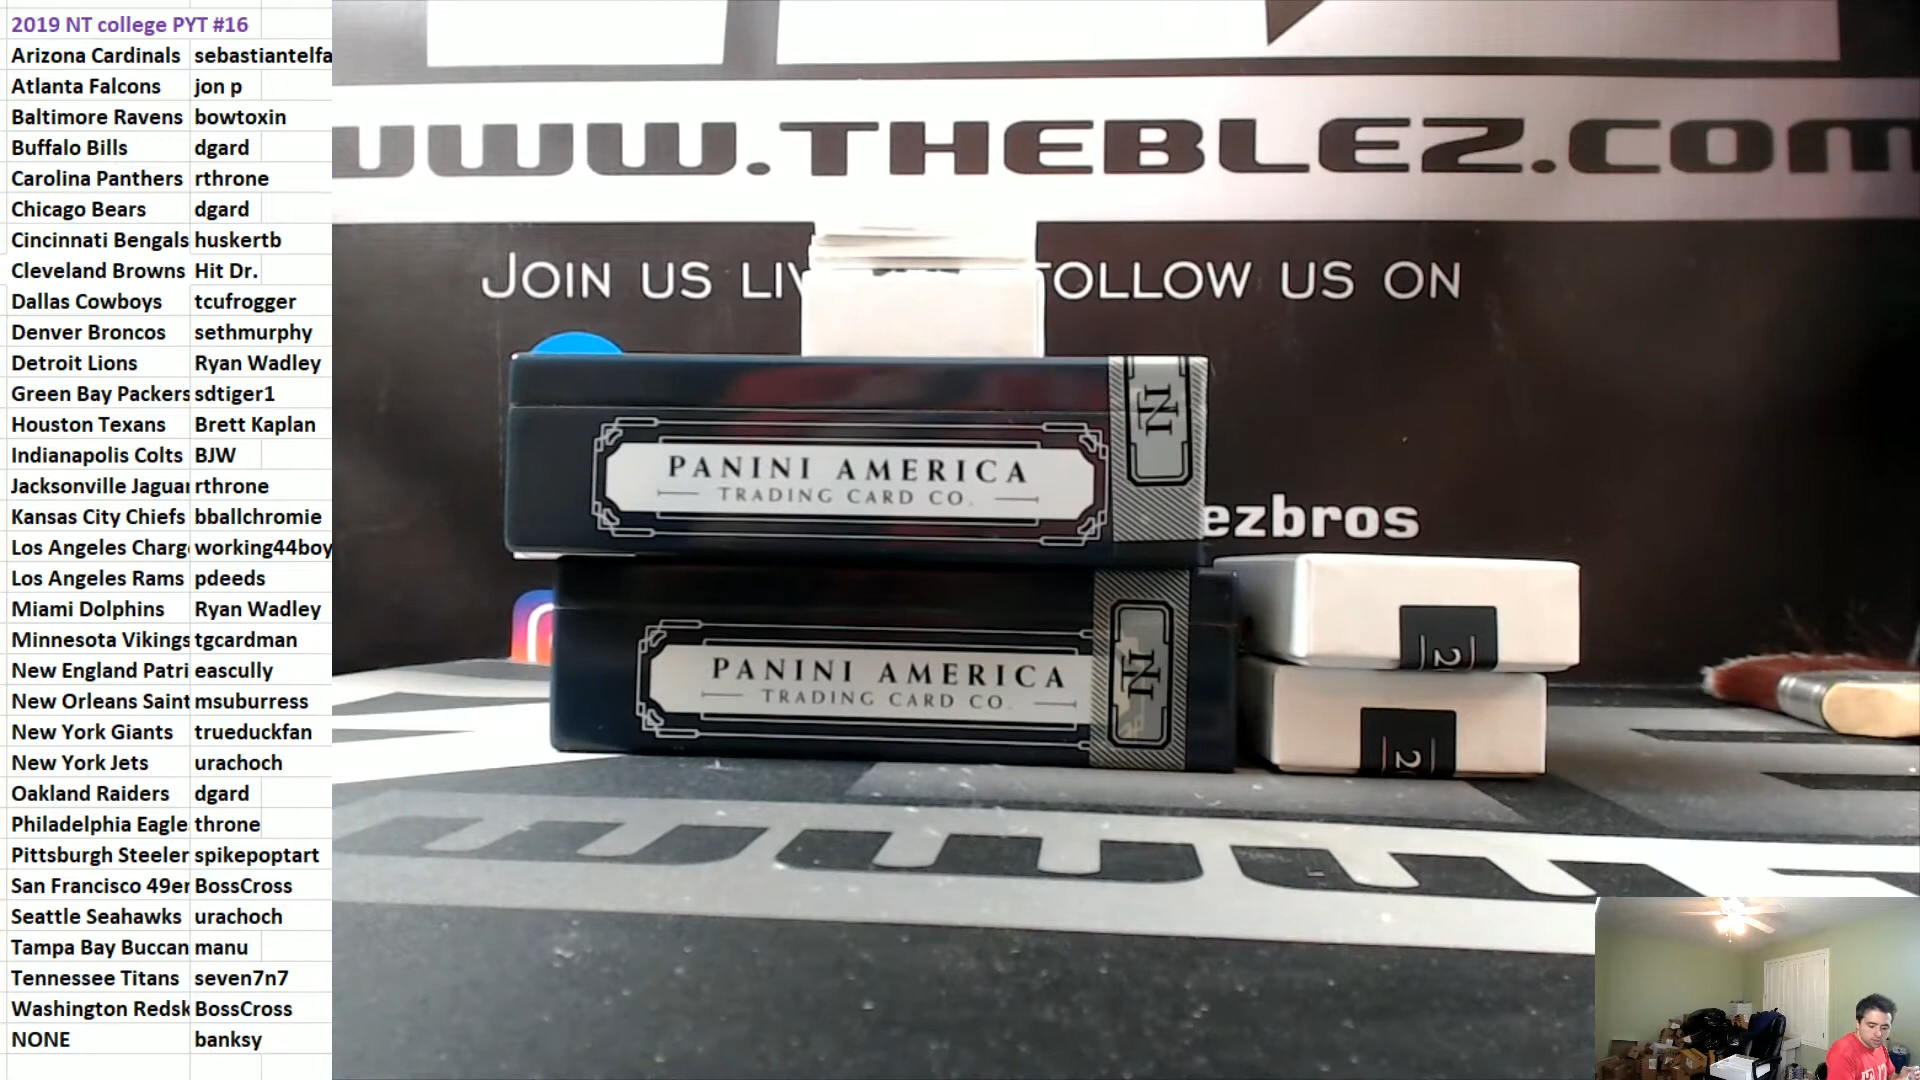 2019 NT college PYT #16
Arizona Cardinals sebastiantelfa
Atlanta Falcons jon p
Baltimore Ravens bowtoxin
Buffalo Bills dgard
Carolina Panthers rthrone
Chicago Bears dgard
Cincinnati Bengals huskertb
Cleveland Browns Hit Dr.
Dallas Cowboys tcufrogger
Denver Broncos sethmurphy
Detroit Lions Ryan Wadley
Green Bay Packers sdtiger1
Houston Texans Brett Kaplan
Indianapolis Colts BJW
Jacksonville Jaguar rthrone
Kansas City Chiefs bballchromie
Los Angeles Charge working44boy
Los Angeles Rams pdeeds
Miami Dolphins Ryan Wadley
Minnesota Vikings tgcardman
New England Patri eascully
New Orleans Saint msuburress
New York Giants trueduckfan
New York Jets urachoch
Oakland Raiders dgard
Philadelphia Eagle throne
Pittsburgh Steeler spikepoptart
San Francisco 49er BossCross
Seattle Seahawks urachoch
Tampa Bay Buccan manu
Tennessee Titans seven7n7
Washington Redsk BossCross
NONE banksy
WWW.THEBLEZ.COM
JOIN US LIV FOLLOW US ON
ezbros
PANINI AMERICA
TRADING CARD CO.
NT
PANINI AMERICA
TRADING CARD CO.
NT